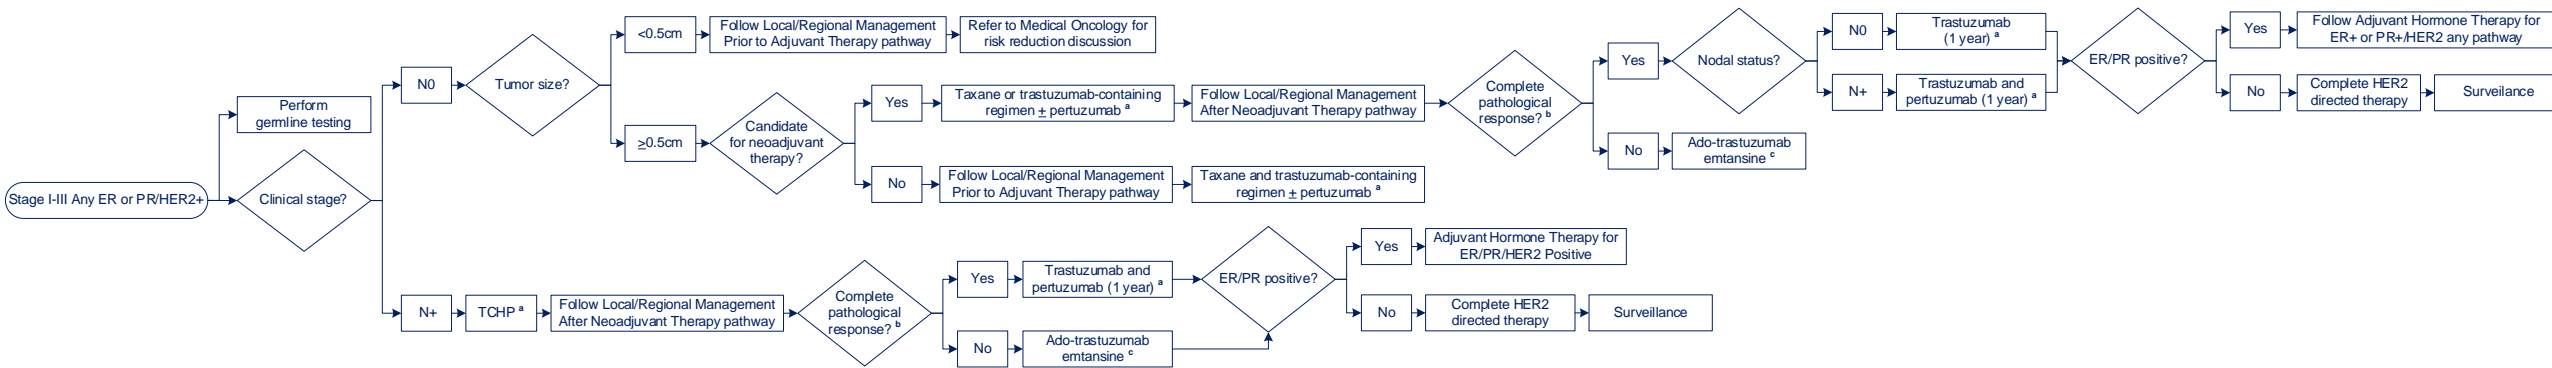 Stage I-III Any ER or PR/HER2+
Perform
germline testing
Clinical stage?
N0
Tumor size?
<0.5cm
Follow Local/Regional Management
Prior to Adjuvant Therapy pathway
Refer to Medical Oncology for
risk reduction discussion
≥0.5cm
Candidate
for neoadjuvant
therapy?
Yes
Taxane or trastuzumab-containing
regimen ± pertuzumab a
Follow Local/Regional Management
After Neoadjuvant Therapy pathway
Complete
pathological
response? b
Yes
Nodal status?
N0
Trastuzumab
(1 year) a
N+
Trastuzumab and
pertuzumab (1 year) a
ER/PR positive?
Yes
Follow Adjuvant Hormone Therapy for
ER+ or PR+/HER2 any pathway
No
Complete HER2
directed therapy
Surveilance
No
Ado-trastuzumab
emtansine c
No
Follow Local/Regional Management
Prior to Adjuvant Therapy pathway
Taxane and trastuzumab-containing
regimen ± pertuzumab a
N+
TCHP a
Follow Local/Regional Management
After Neoadjuvant Therapy pathway
Complete
pathological
response? b
Yes
Trastuzumab and
pertuzumab (1 year) a
No
Ado-trastuzumab
emtansine c
ER/PR positive?
Yes
Adjuvant Hormone Therapy for
ER/PR/HER2 Positive
No
Complete HER2
directed therapy
Surveillance